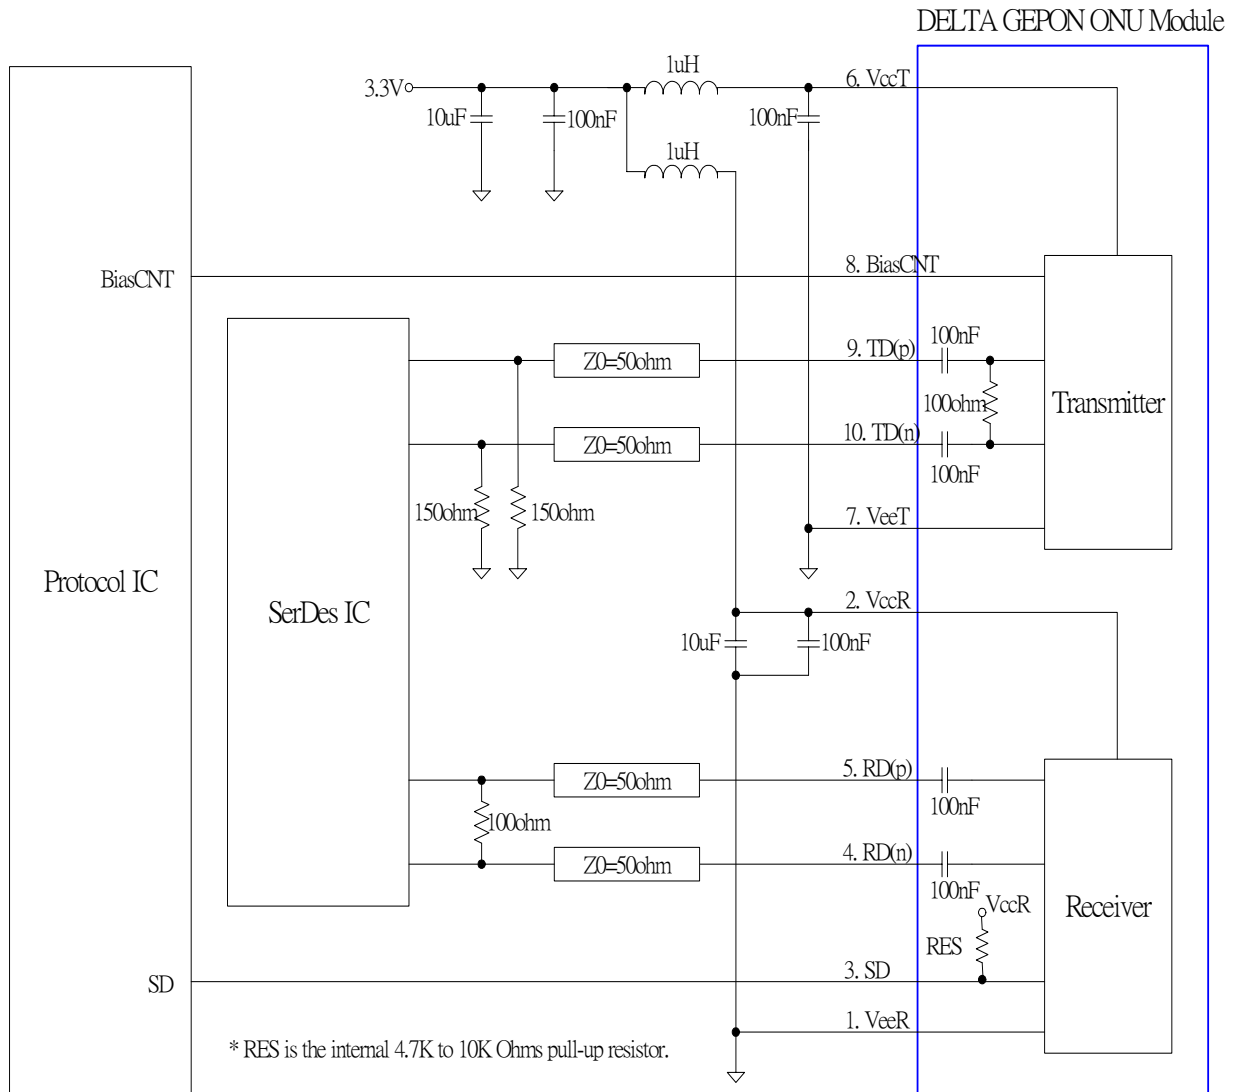 DELTA GEPON ONU Module
1uH
3.3V
6. VccT
10uF
100nF
100nF
1uH
BiasCNT
8. BiasCNT
100nF
9. TD(p)
Z0=50ohm
100ohm
Transmitter
10. TD(n)
Z0=50ohm
100nF
150ohm
150ohm
7. VeeT
Protocol IC
SerDes IC
2. VccR
10uF
100nF
5. RD(p)
Z0=50ohm
100nF
100ohm
4. RD(n)
Z0=50ohm
100nF
VccR
Receiver
RES
3. SD
SD
1. VeeR
* RES is the internal 4.7K to 10K Ohms pull-up resistor.